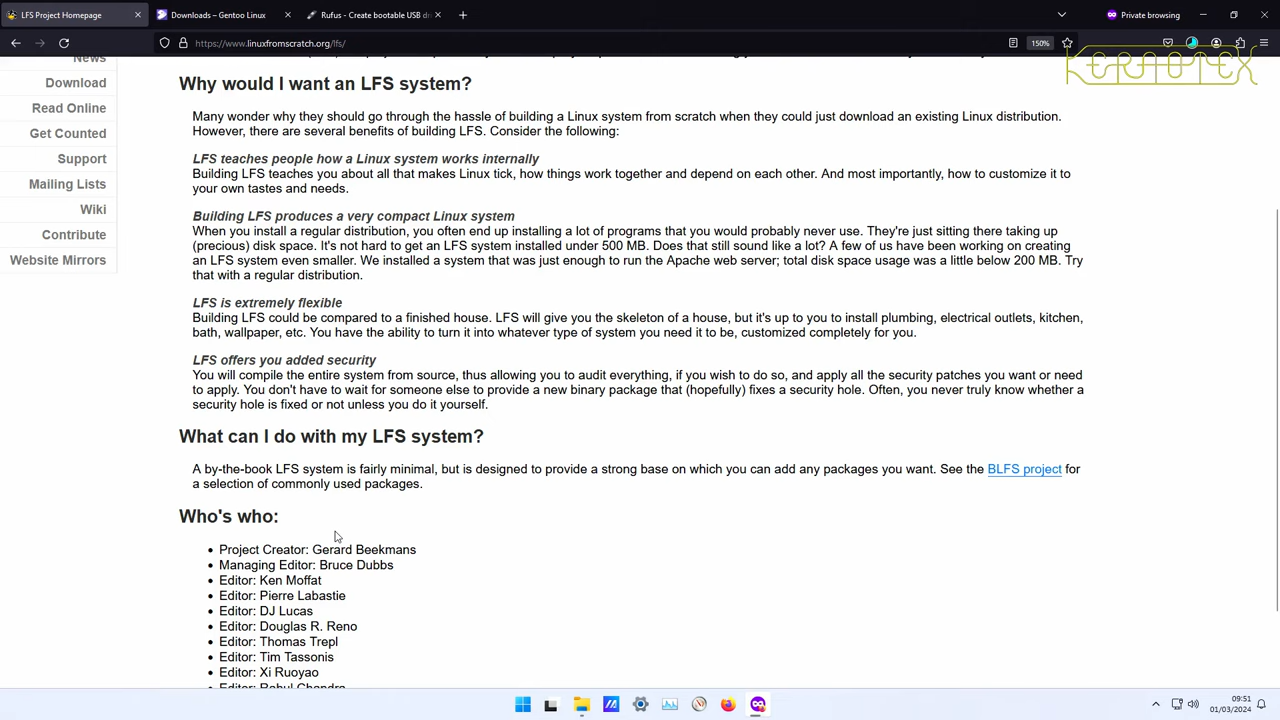 LFS Project Homepage
Downloads – Gentoo Linux
Rufus - Create bootable USB dri
Private browsing
https://www.linuxfromscratch.org/lfs/
150%
KERNOTEX
News
Download
Read Online
Get Counted
Support
Mailing Lists
Wiki
Contribute
Website Mirrors
Why would I want an LFS system?
Many wonder why they should go through the hassle of building a Linux system from scratch when they could just download an existing Linux distribution.
However, there are several benefits of building LFS. Consider the following:
LFS teaches people how a Linux system works internally
Building LFS teaches you about all that makes Linux tick, how things work together and depend on each other. And most importantly, how to customize it to
your own tastes and needs.
Building LFS produces a very compact Linux system
When you install a regular distribution, you often end up installing a lot of programs that you would probably never use. They're just sitting there taking up
(precious) disk space. It's not hard to get an LFS system installed under 500 MB. Does that still sound like a lot? A few of us have been working on creating
an LFS system even smaller. We installed a system that was just enough to run the Apache web server; total disk space usage was a little below 200 MB. Try
that with a regular distribution.
LFS is extremely flexible
Building LFS could be compared to a finished house. LFS will give you the skeleton of a house, but it's up to you to install plumbing, electrical outlets, kitchen,
bath, wallpaper, etc. You have the ability to turn it into whatever type of system you need it to be, customized completely for you.
LFS offers you added security
You will compile the entire system from source, thus allowing you to audit everything, if you wish to do so, and apply all the security patches you want or need
to apply. You don't have to wait for someone else to provide a new binary package that (hopefully) fixes a security hole. Often, you never truly know whether a
security hole is fixed or not unless you do it yourself.
What can I do with my LFS system?
A by-the-book LFS system is fairly minimal, but is designed to provide a strong base on which you can add any packages you want. See the BLFS project for
a selection of commonly used packages.
Who's who:
Project Creator: Gerard Beekmans
Managing Editor: Bruce Dubbs
Editor: Ken Moffat
Editor: Pierre Labastie
Editor: DJ Lucas
Editor: Douglas R. Reno
Editor: Thomas Trepl
Editor: Tim Tassonis
Editor: Xi Ruoyao
Editor: Rahul Chandra
09:51
01/03/2024